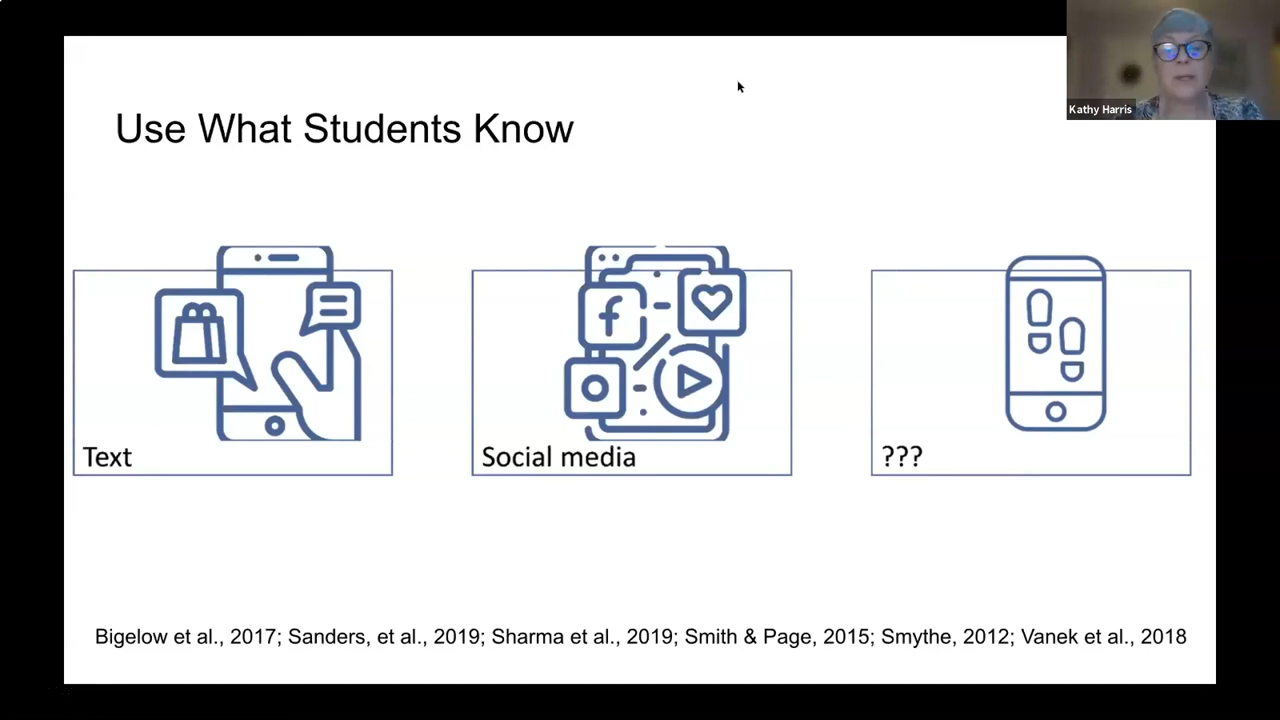 Kathy Harris
Use What Students Know
Text
Social media
???
Bigelow et al., 2017; Sanders, et al., 2019; Sharma et al., 2019; Smith & Page, 2015; Smythe, 2012; Vanek et al., 2018